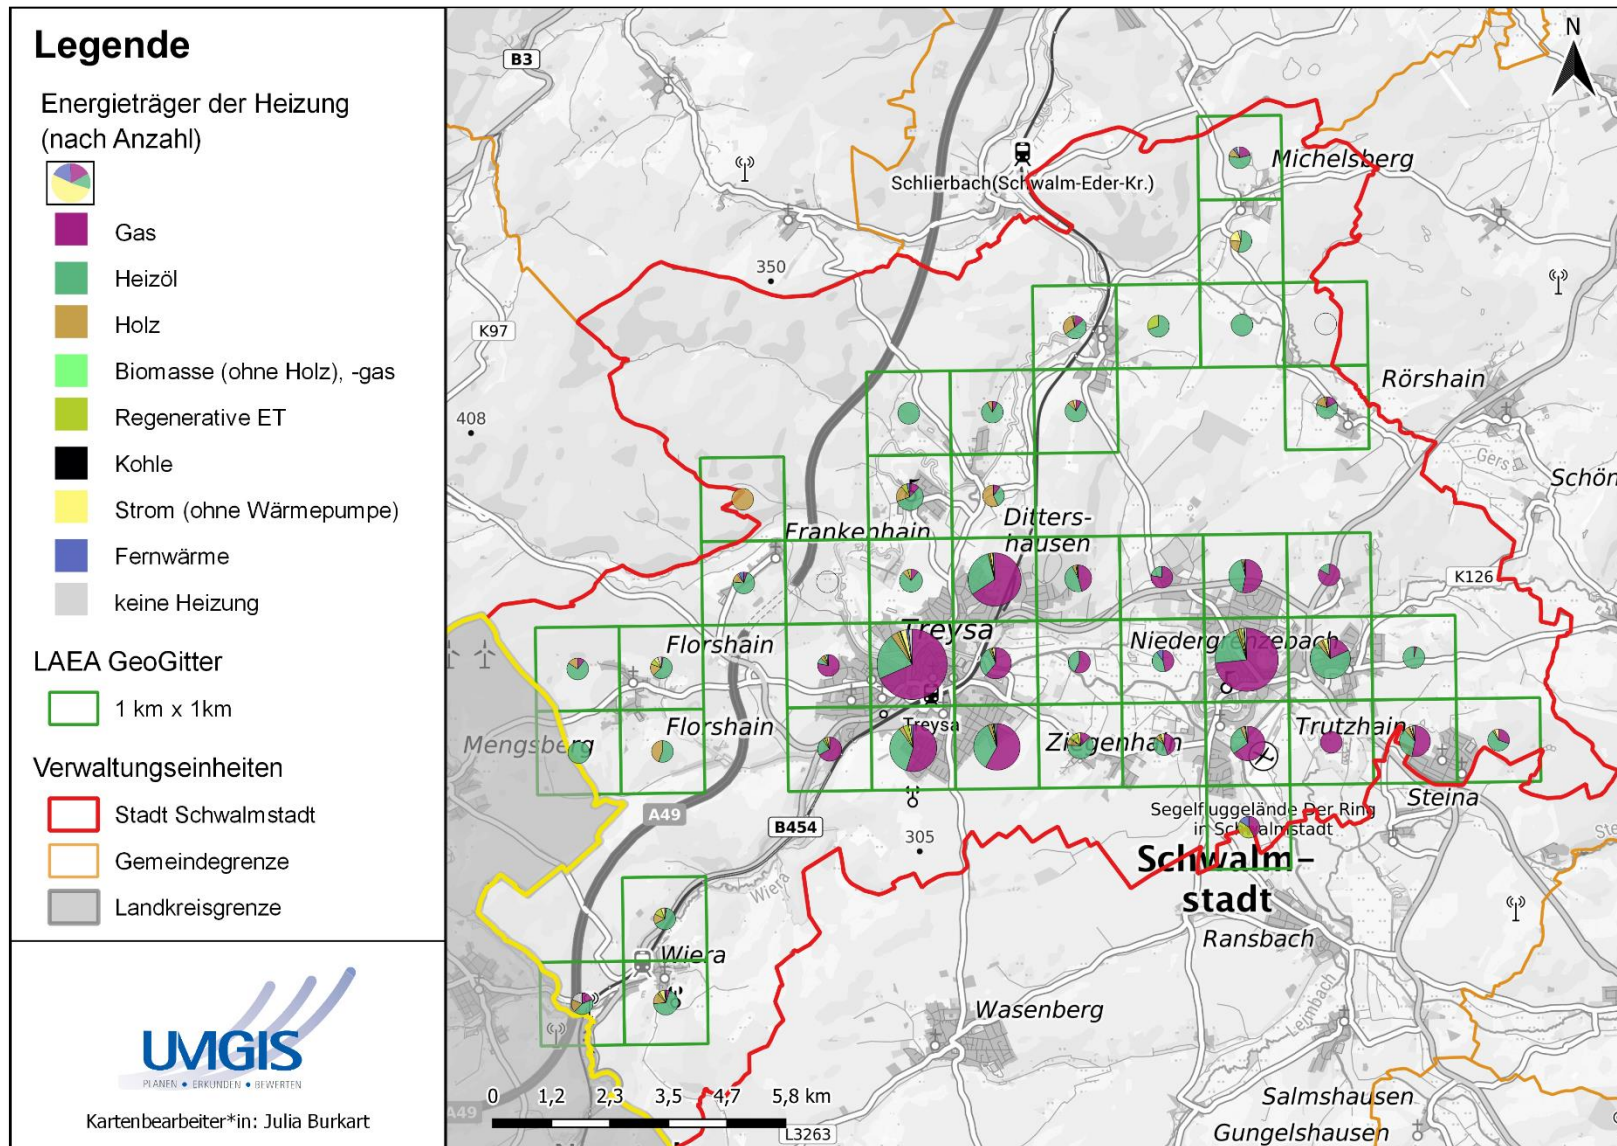 Legende
Energieträger der Heizung
(nach Anzahl)
Gas
Heizöl
Holz
Biomasse (ohne Holz), -gas
Regenerative ET
Kohle
Strom (ohne Wärmepumpe)
Fernwärme
keine Heizung
LAEA GeoGitter
1 km x 1km
Verwaltungseinheiten
Stadt Schwalmstadt
Gemeindegrenze
Landkreisgrenze
UMGIS
PLANEN • ERKUNDEN • BEWERTEN
Kartenbearbeiter*in: Julia Burkart
B3
N
Michelsberg
Schlierbach(Schwalm-Eder-Kr.)
350
K97
Rörshain
408
Gers
Schön
Frankenhain
Ditters-
hausen
K126
Treysa
Florshain
Niedergrenzebach
Florshain
Treysa
Ziegenhain
Trutzhain
Mengsberg
Steina
A49
B454
305
Segelfluggelände Der Ring
in Schwalmstadt
Schwalm-
stadt
Wiera
Ransbach
Wiera
Wasenberg
Leimbach
0 1,2 2,3 3,5 4,7 5,8 km
A49
L3263
Salmshausen
Gungelshausen